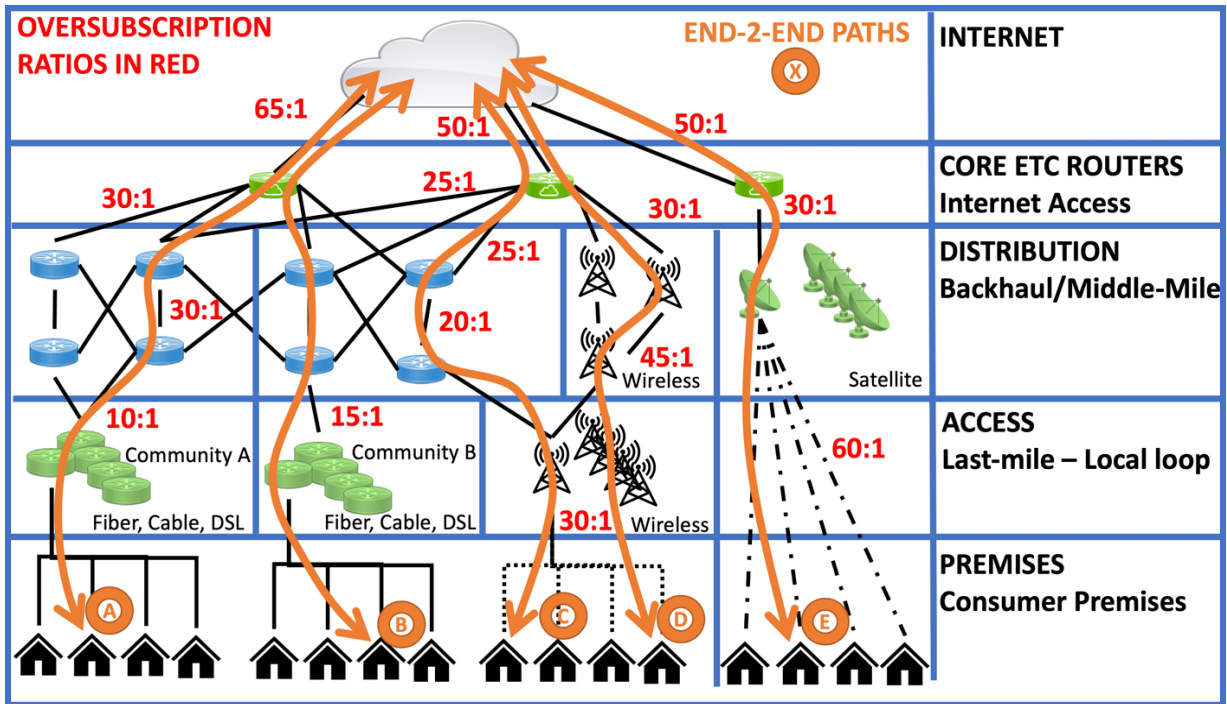 OVERSUBSCRIPTION
RATIOS IN RED
END-2-END PATHS
X
INTERNET
65:1
50:1
50:1
CORE ETC ROUTERS
Internet Access
30:1
25:1
30:1
30:1
DISTRIBUTION
Backhaul/Middle-Mile
25:1
30:1
20:1
45:1
Wireless
Satellite
ACCESS
Last-mile – Local loop
10:1
15:1
60:1
Community A
Community B
Fiber, Cable, DSL
Fiber, Cable, DSL
30:1
Wireless
PREMISES
Consumer Premises
A
B
C
D
E